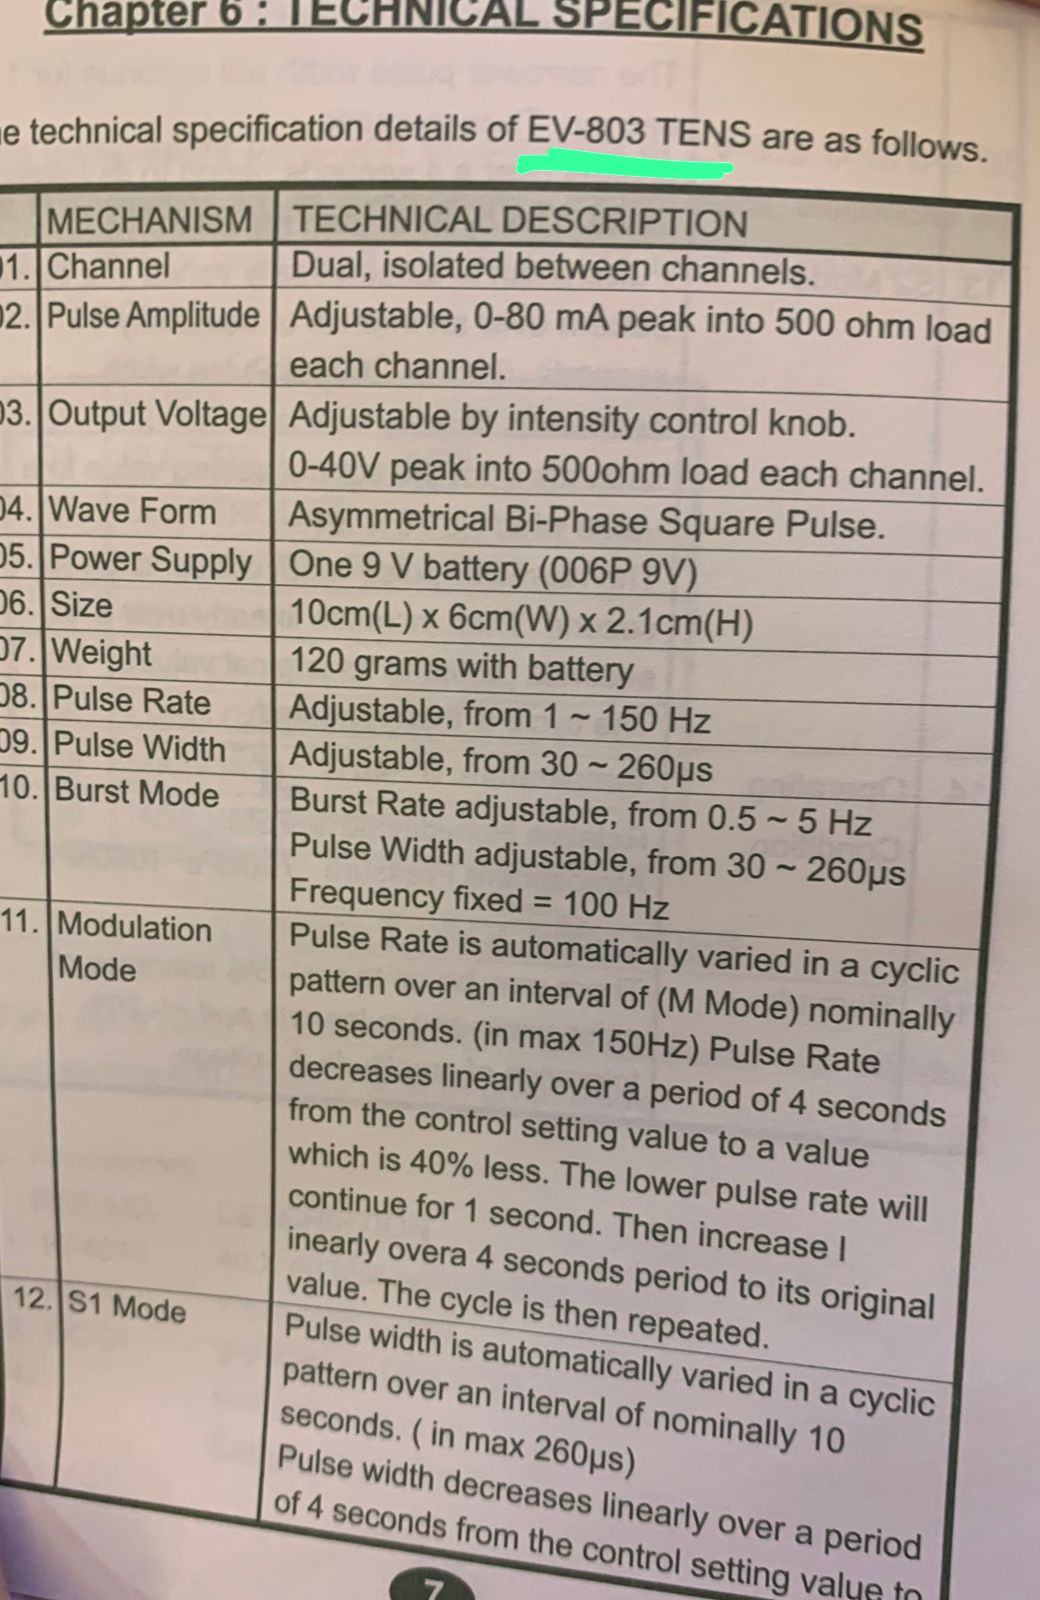 Chapter 6 : TECHNICAL SPECIFICATIONS
technical specification details of EV-803 TENS are as follows.
MECHANISM TECHNICAL DESCRIPTION
1. Channel Dual, isolated between channels.
02. Pulse Amplitude Adjustable, 0-80 mA peak into 500 ohm load
each channel.
03. Output Voltage Adjustable by intensity control knob.
0-40V peak into 500ohm load each channel.
04. Wave Form Asymmetrical Bi-Phase Square Pulse.
05. Power Supply One 9 V battery (006P 9V)
06. Size 10cm(L) x 6cm(W) x 2.1cm(H)
07. Weight 120 grams with battery
08. Pulse Rate Adjustable, from 1 ~ 150 Hz
09. Pulse Width Adjustable, from 30 ~ 260µs
10. Burst Mode Burst Rate adjustable, from 0.5 ~ 5 Hz
Pulse Width adjustable, from 30 ~ 260µs
Frequency fixed = 100 Hz
11. Modulation Pulse Rate is automatically varied in a cyclic
Mode pattern over an interval of (M Mode) nominally
10 seconds. (in max 150Hz) Pulse Rate
decreases linearly over a period of 4 seconds
from the control setting value to a value
which is 40% less. The lower pulse rate will
continue for 1 second. Then increase l
inearly overa 4 seconds period to its original
value. The cycle is then repeated.
12. S1 Mode Pulse width is automatically varied in a cyclic
pattern over an interval of nominally 10
seconds. ( in max 260µs)
Pulse width decreases linearly over a period
of 4 seconds from the control setting value to
7